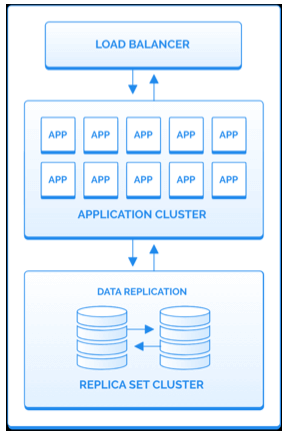 LOAD BALANCER
APP APP APP APP APP
APP APP APP APP APP
APPLICATION CLUSTER
DATA REPLICATION
REPLICA SET CLUSTER